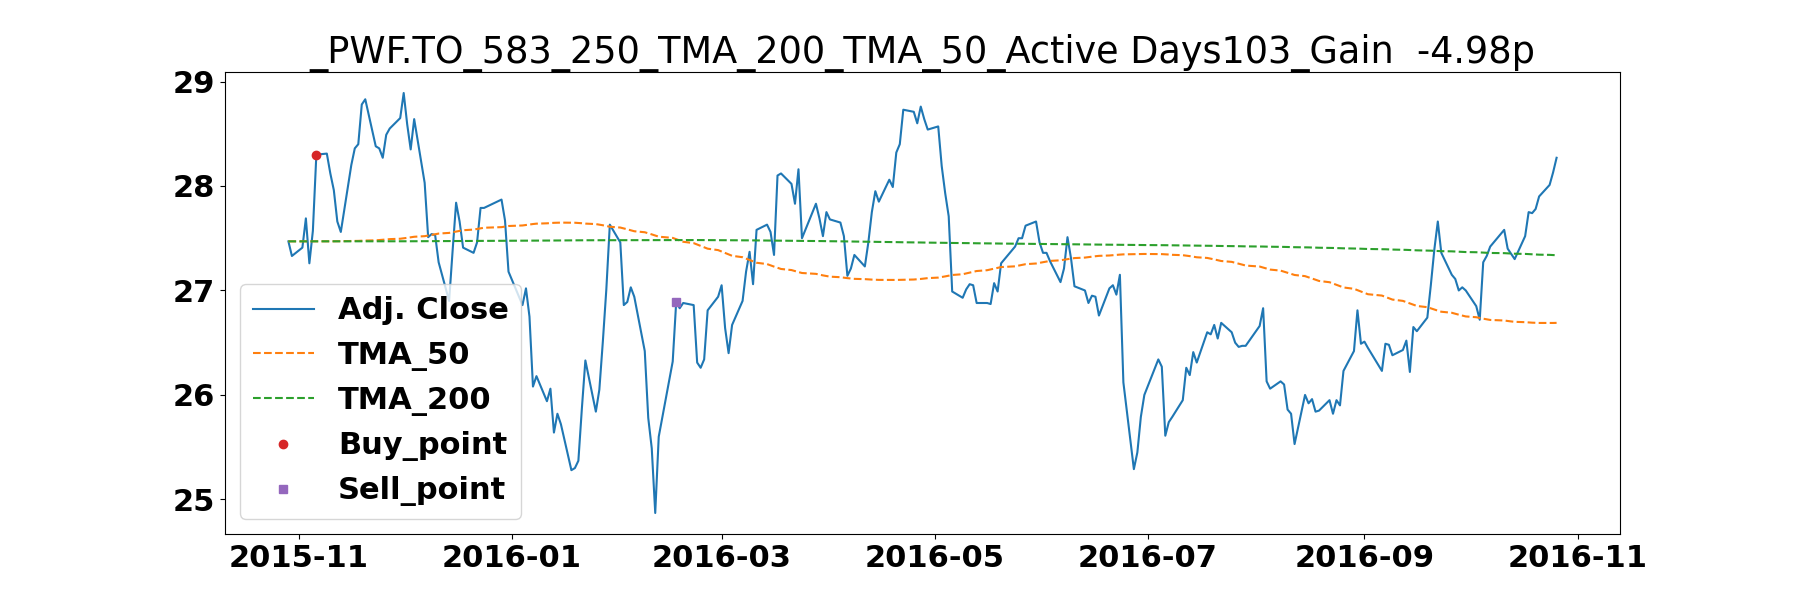 _PWF.TO_583_250_TMA_200_TMA_50_Active Days103_Gain  -4.98p
29
28
27
26
25
Adj. Close
TMA_50
TMA_200
Buy_point
Sell_point
2015-11 2016-01 2016-03 2016-05 2016-07 2016-09 2016-11